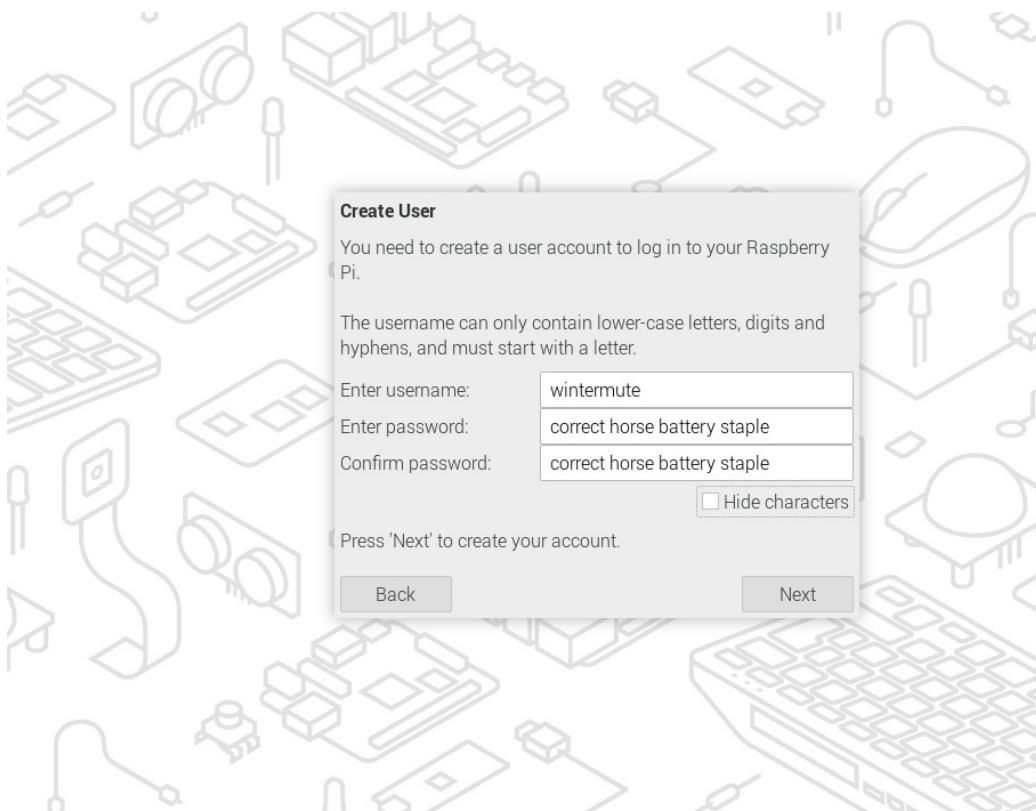 Create User
You need to create a user account to log in to your Raspberry
Pi.
The username can only contain lower-case letters, digits and
hyphens, and must start with a letter.
Enter username: wintermute
Enter password: correct horse battery staple
Confirm password: correct horse battery staple
Hide characters
Press 'Next' to create your account.
Back Next